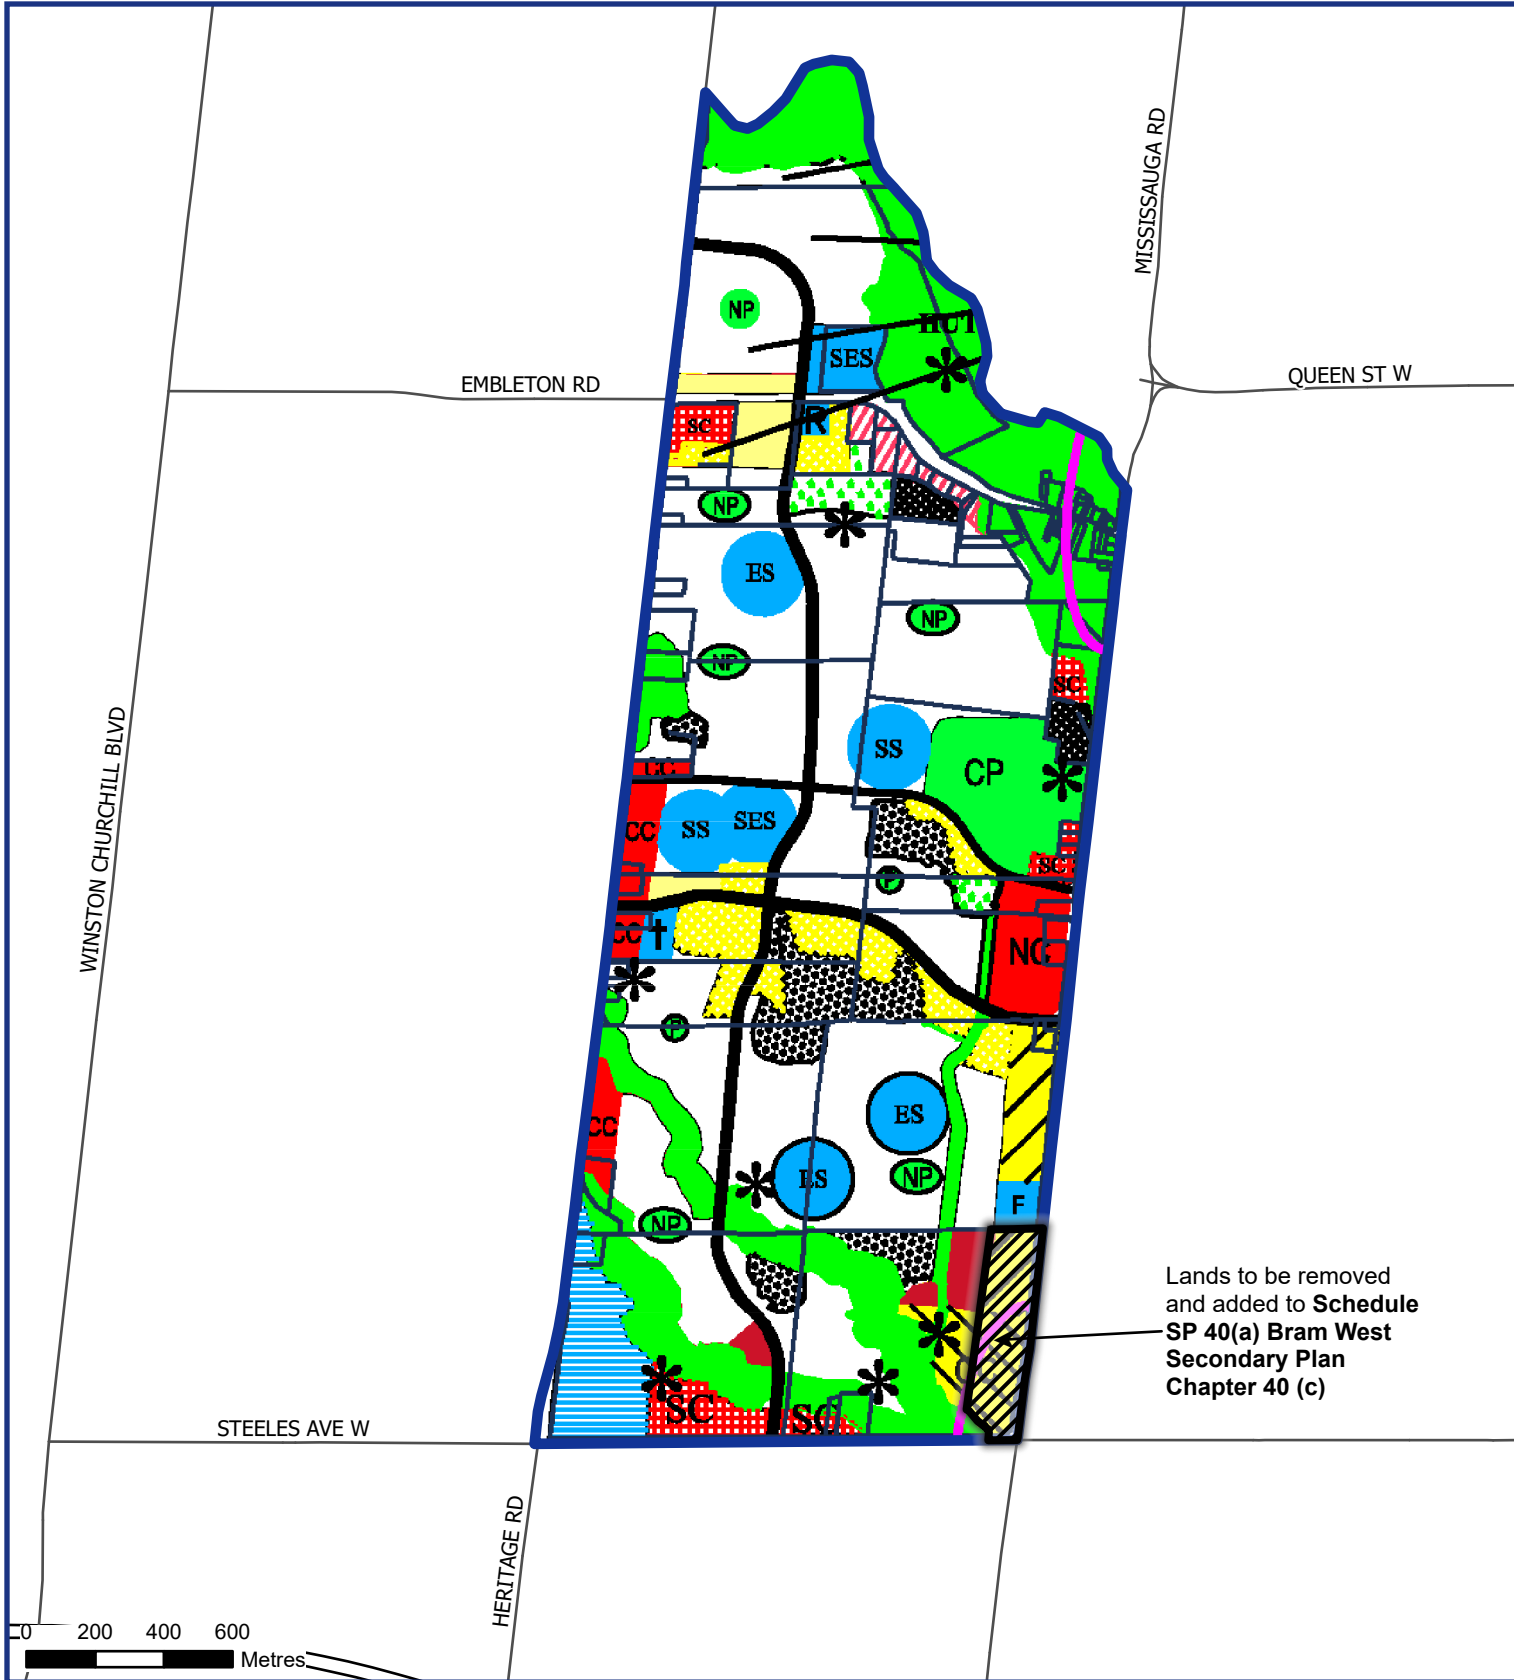 MISSISSAUGA RD
NP
HUT
SES
EMBLETON RD
QUEEN ST W
SC
R
NP
ES
NP
NP
SC
SS
CP
WINSTON CHURCHILL BLVD
CC
SS
SES
SC
P
CC
NC
P
ES
CC
ES
NP
F
NP
Lands to be removed
and added to Schedule
SP 40(a) Bram West
Secondary Plan
Chapter 40 (c)
SC
SC
STEELES AVE W
HERITAGE RD
0 200 400 600
Metres